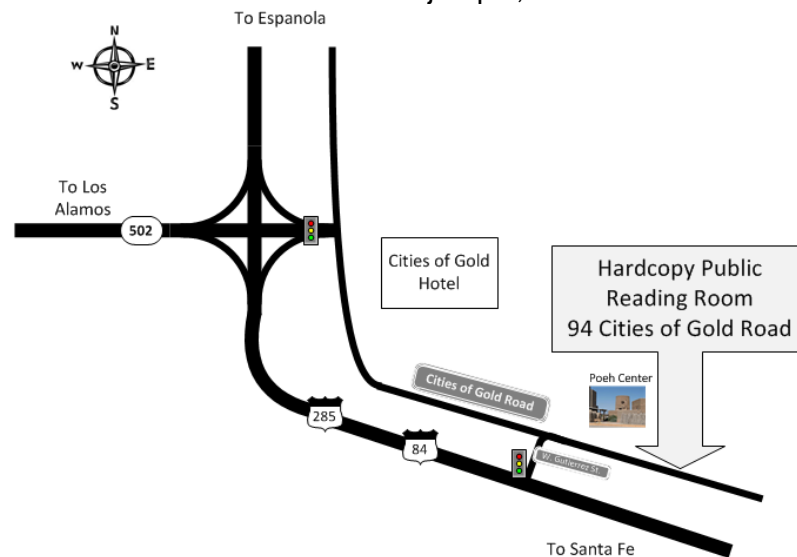 To Espanola
N
W
E
S
To Los
Alamos
502
Cities of Gold
Hotel
Hardcopy Public
Reading Room
94 Cities of Gold Road
Poeh Center
Cities of Gold Road
285
84
W. Gutierrez St.
To Santa Fe